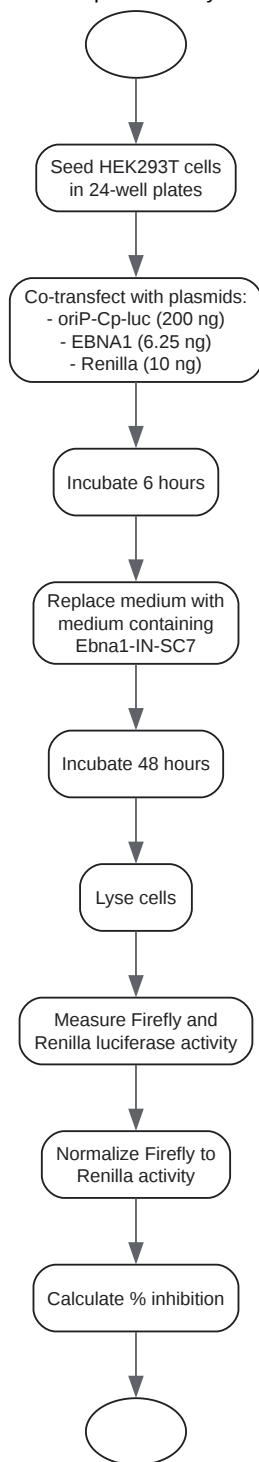 Seed HEK293T cells
in 24-well plates
Co-transfect with plasmids:
- oriP-Cp-luc (200 ng)
- EBNA1 (6.25 ng)
- Renilla (10 ng)
Incubate 6 hours
Replace medium with
medium containing
Ebna1-IN-SC7
Incubate 48 hours
Lyse cells
Measure Firefly and
Renilla luciferase activity
Normalize Firefly to
Renilla activity
Calculate % inhibition